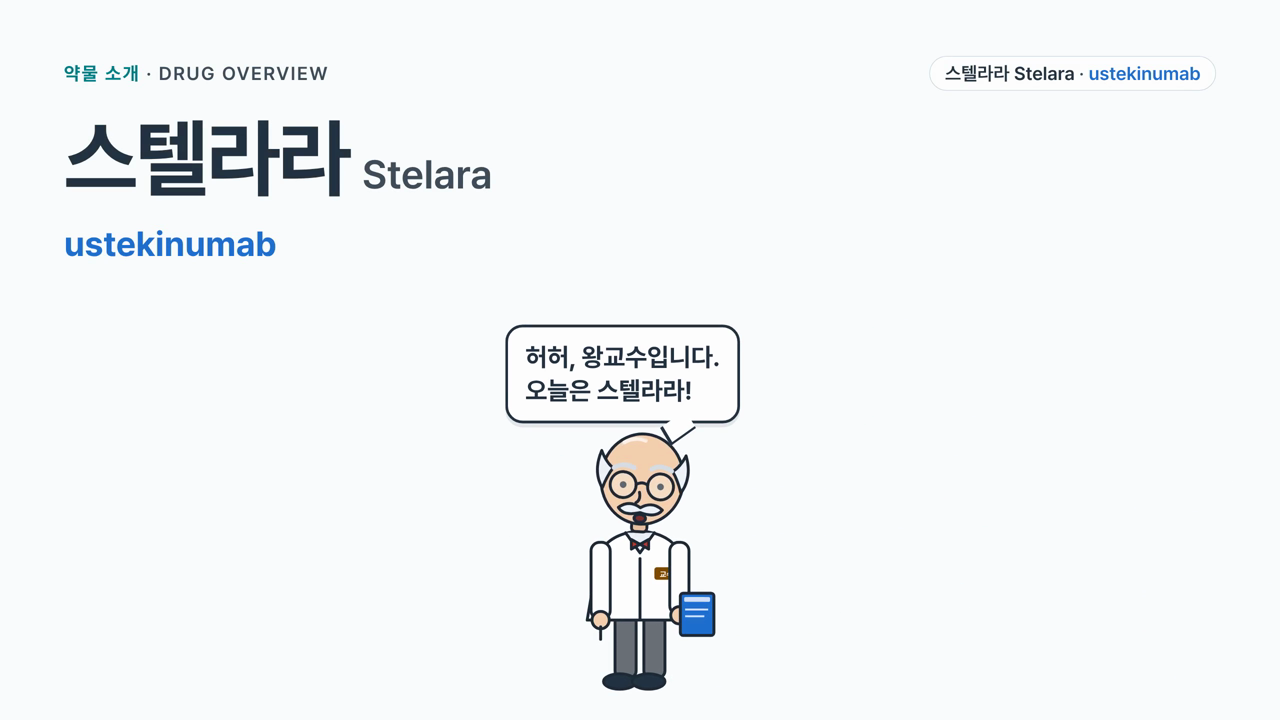 약물 소개 · DRUG OVERVIEW
스텔라라 Stelara · ustekinumab
스텔라라 Stelara
ustekinumab
허허, 왕교수입니다.
오늘은 스텔라라!